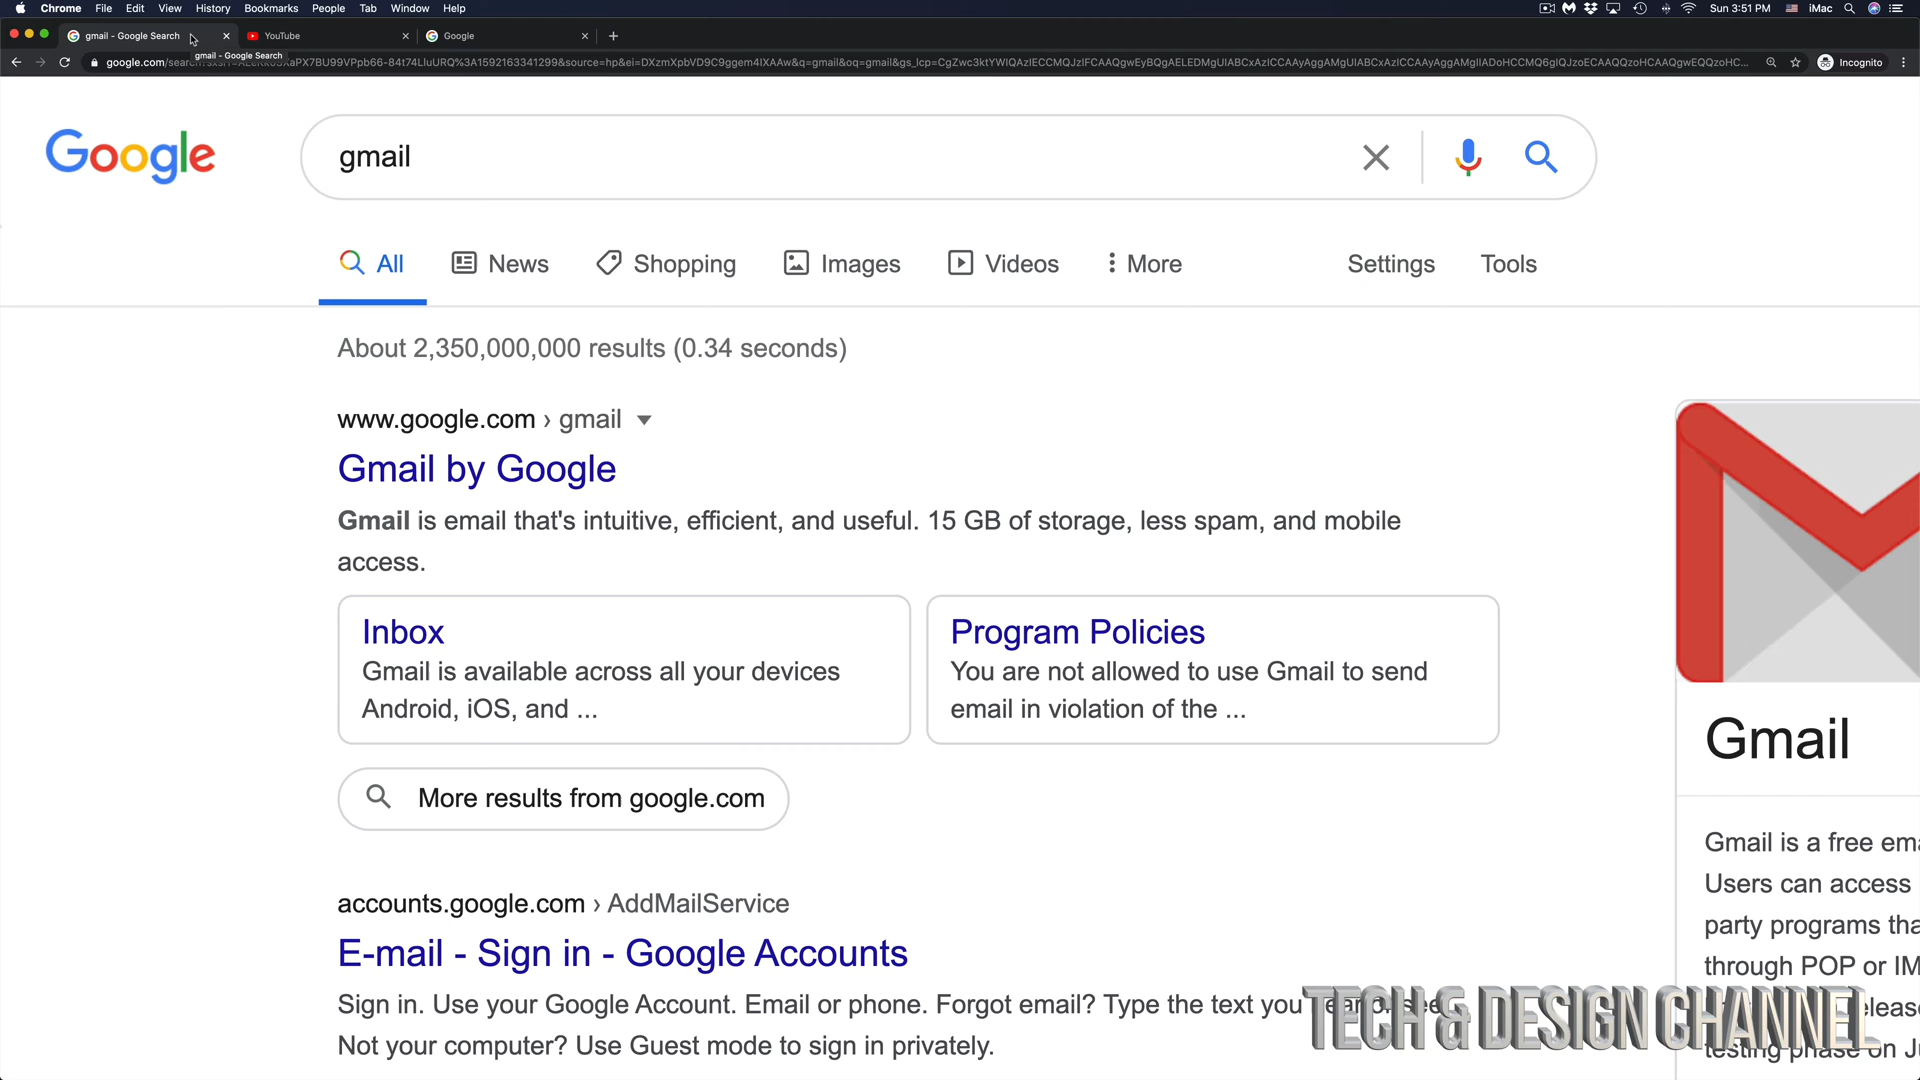 Chrome File Edit View History Bookmarks People Tab Window Help
Sun 3:51 PM iMac
gmail - Google Search
YouTube
Google
gmail - Google Search
Incognito
Google
gmail
All News Shopping Images Videos More Settings Tools
About 2,350,000,000 results (0.34 seconds)
www.google.com › gmail
Gmail by Google
Gmail is email that's intuitive, efficient, and useful. 15 GB of storage, less spam, and mobile
access.
Inbox
Gmail is available across all your devices
Android, iOS, and ...
Program Policies
You are not allowed to use Gmail to send
email in violation of the ...
More results from google.com
accounts.google.com › AddMailService
E-mail - Sign in - Google Accounts
Sign in. Use your Google Account. Email or phone. Forgot email? Type the text you
Not your computer? Use Guest mode to sign in privately.
Gmail
Gmail is a free
Users can access
party programs
through POP or
testing phase on
TECH & DESIGN CHANNEL